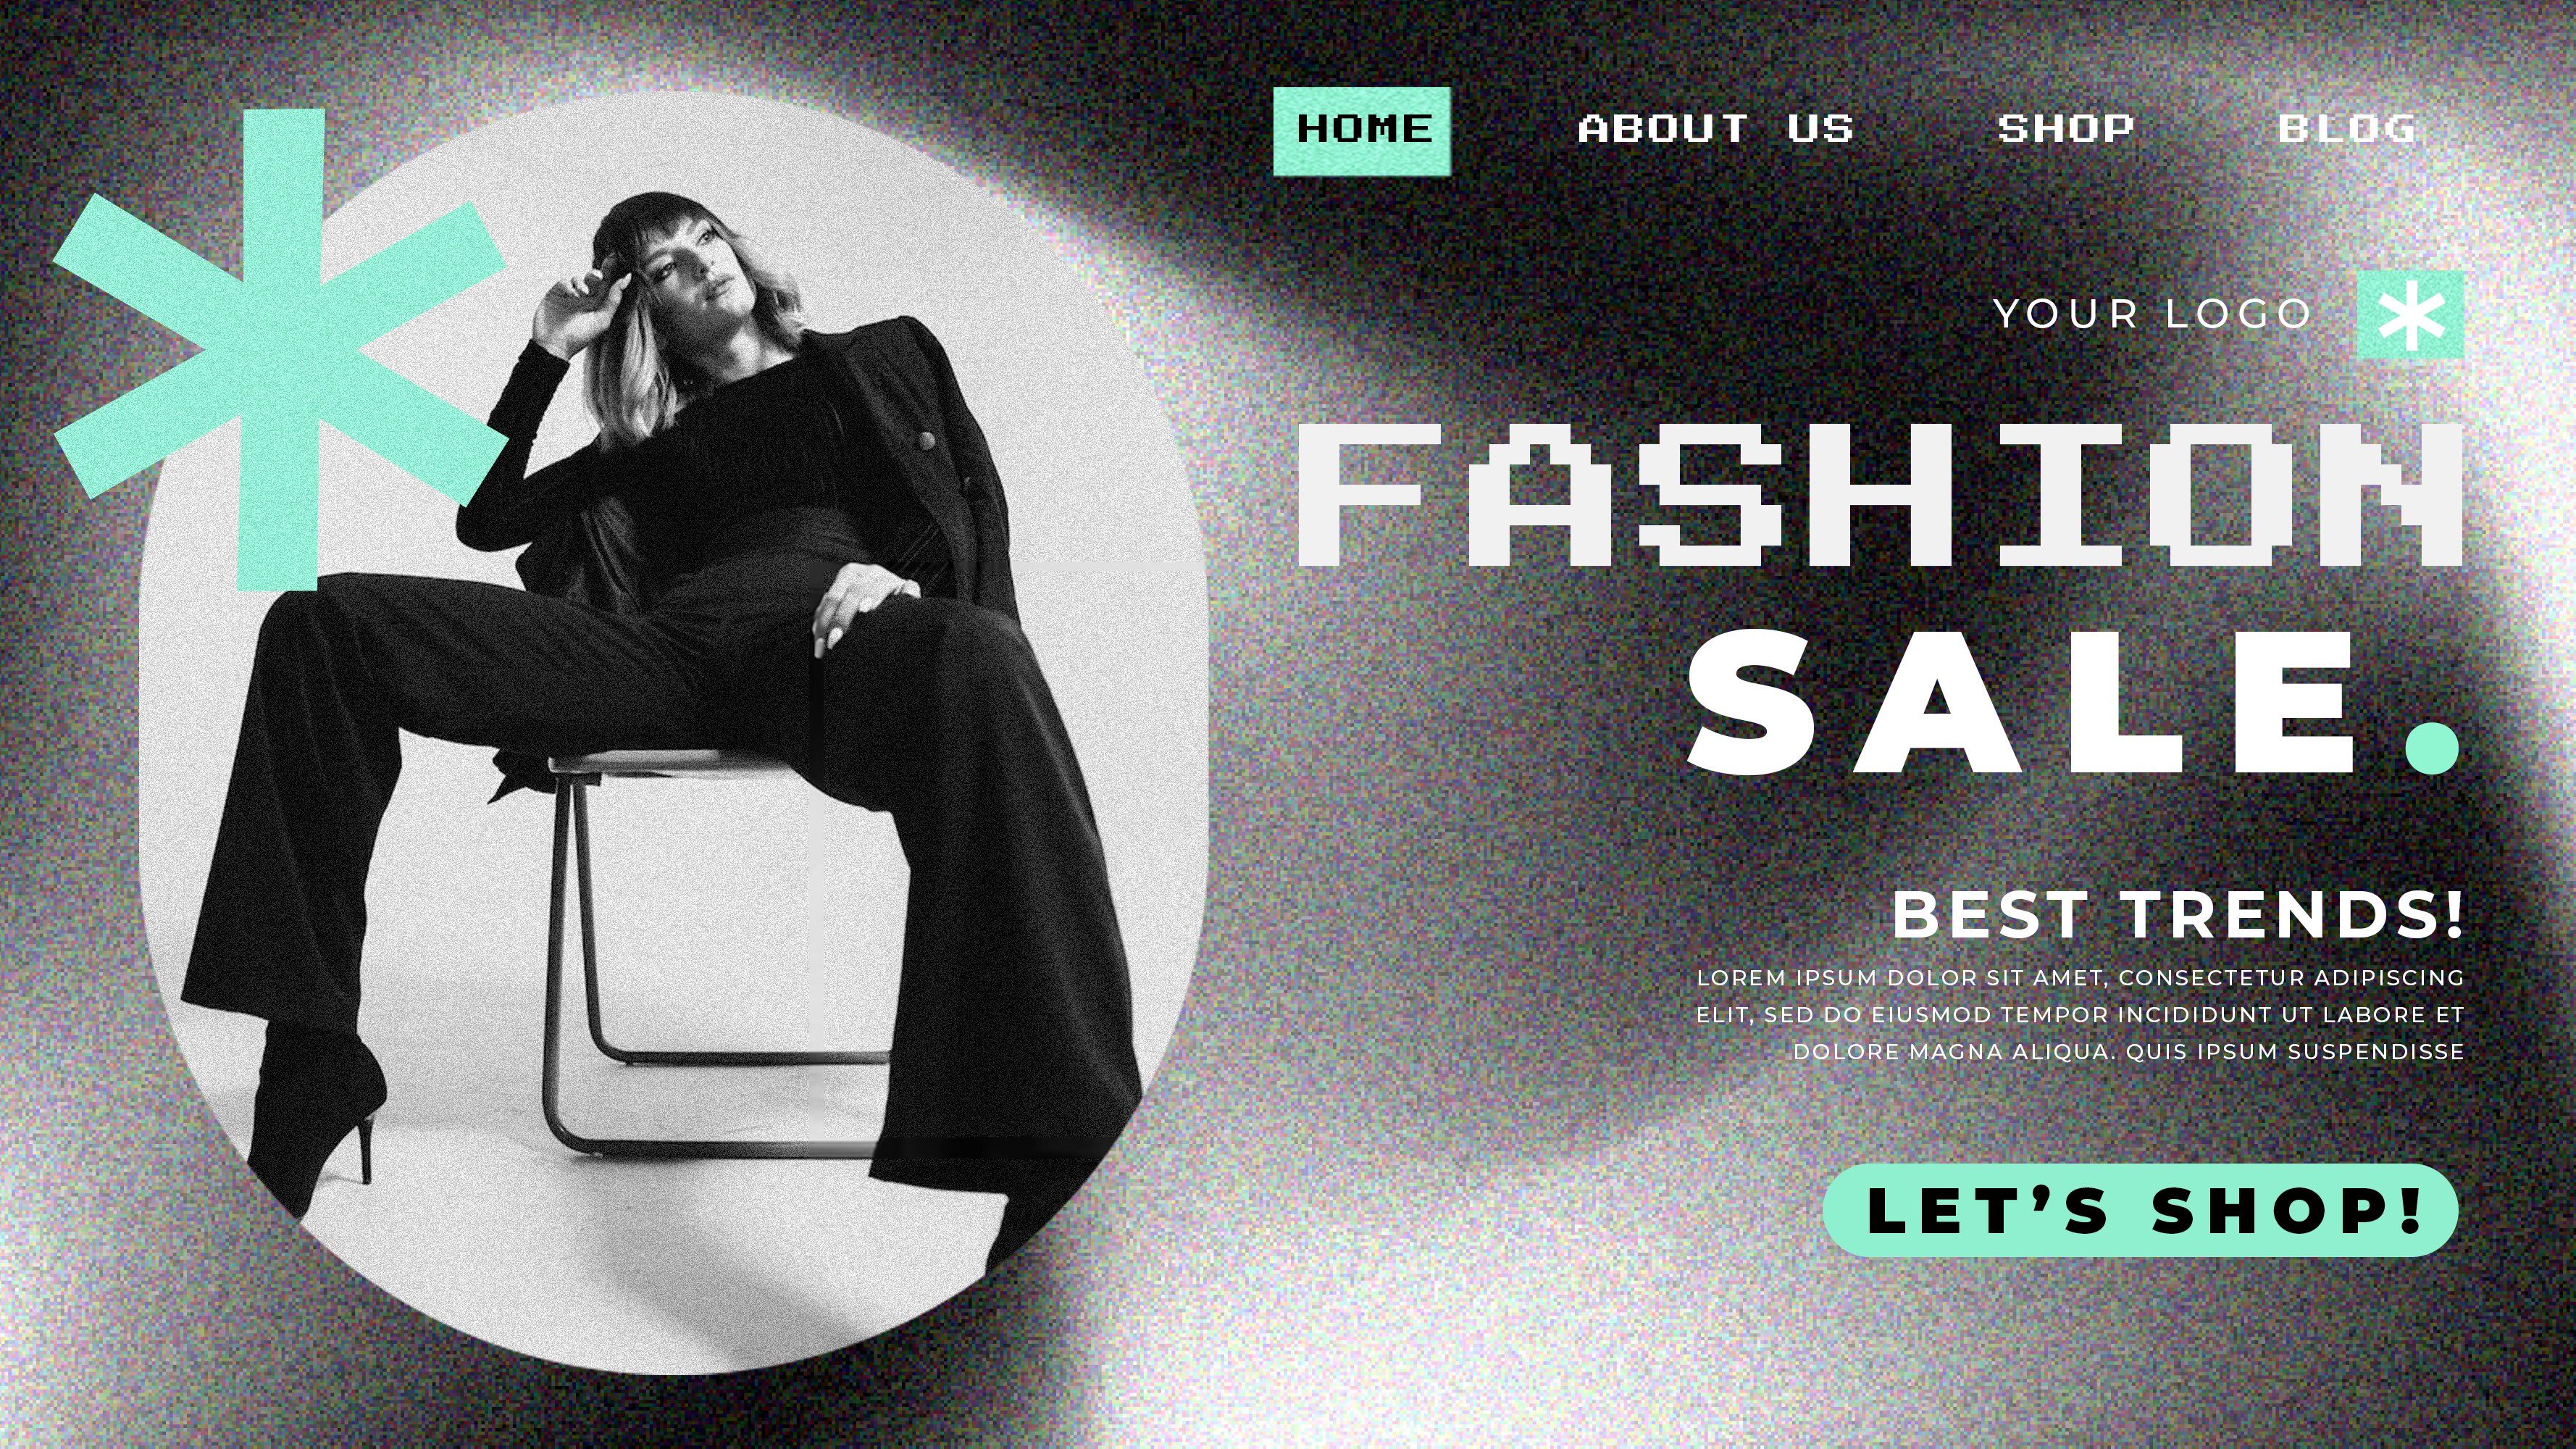 HOME ABOUT US SHOP BLOG
YOUR LOGO
FASHION
SALE.
BEST TRENDS!
LOREM IPSUM DOLOR SIT AMET, CONSECTETUR ADIPISCING
ELIT, SED DO EIUSMOD TEMPOR INCIDIDUNT UT LABORE ET
DOLORE MAGNA ALIQUA. QUIS IPSUM SUSPENDISSE
LET’S SHOP!